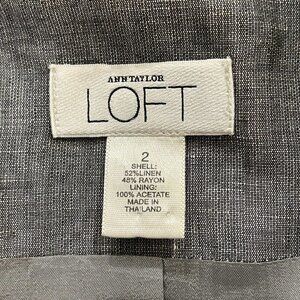 ANN TAYLOR
LOFT
2
SHELL:
52%LINEN
48% RAYON
LINING:
100% ACETATE
MADE IN
THAILAND